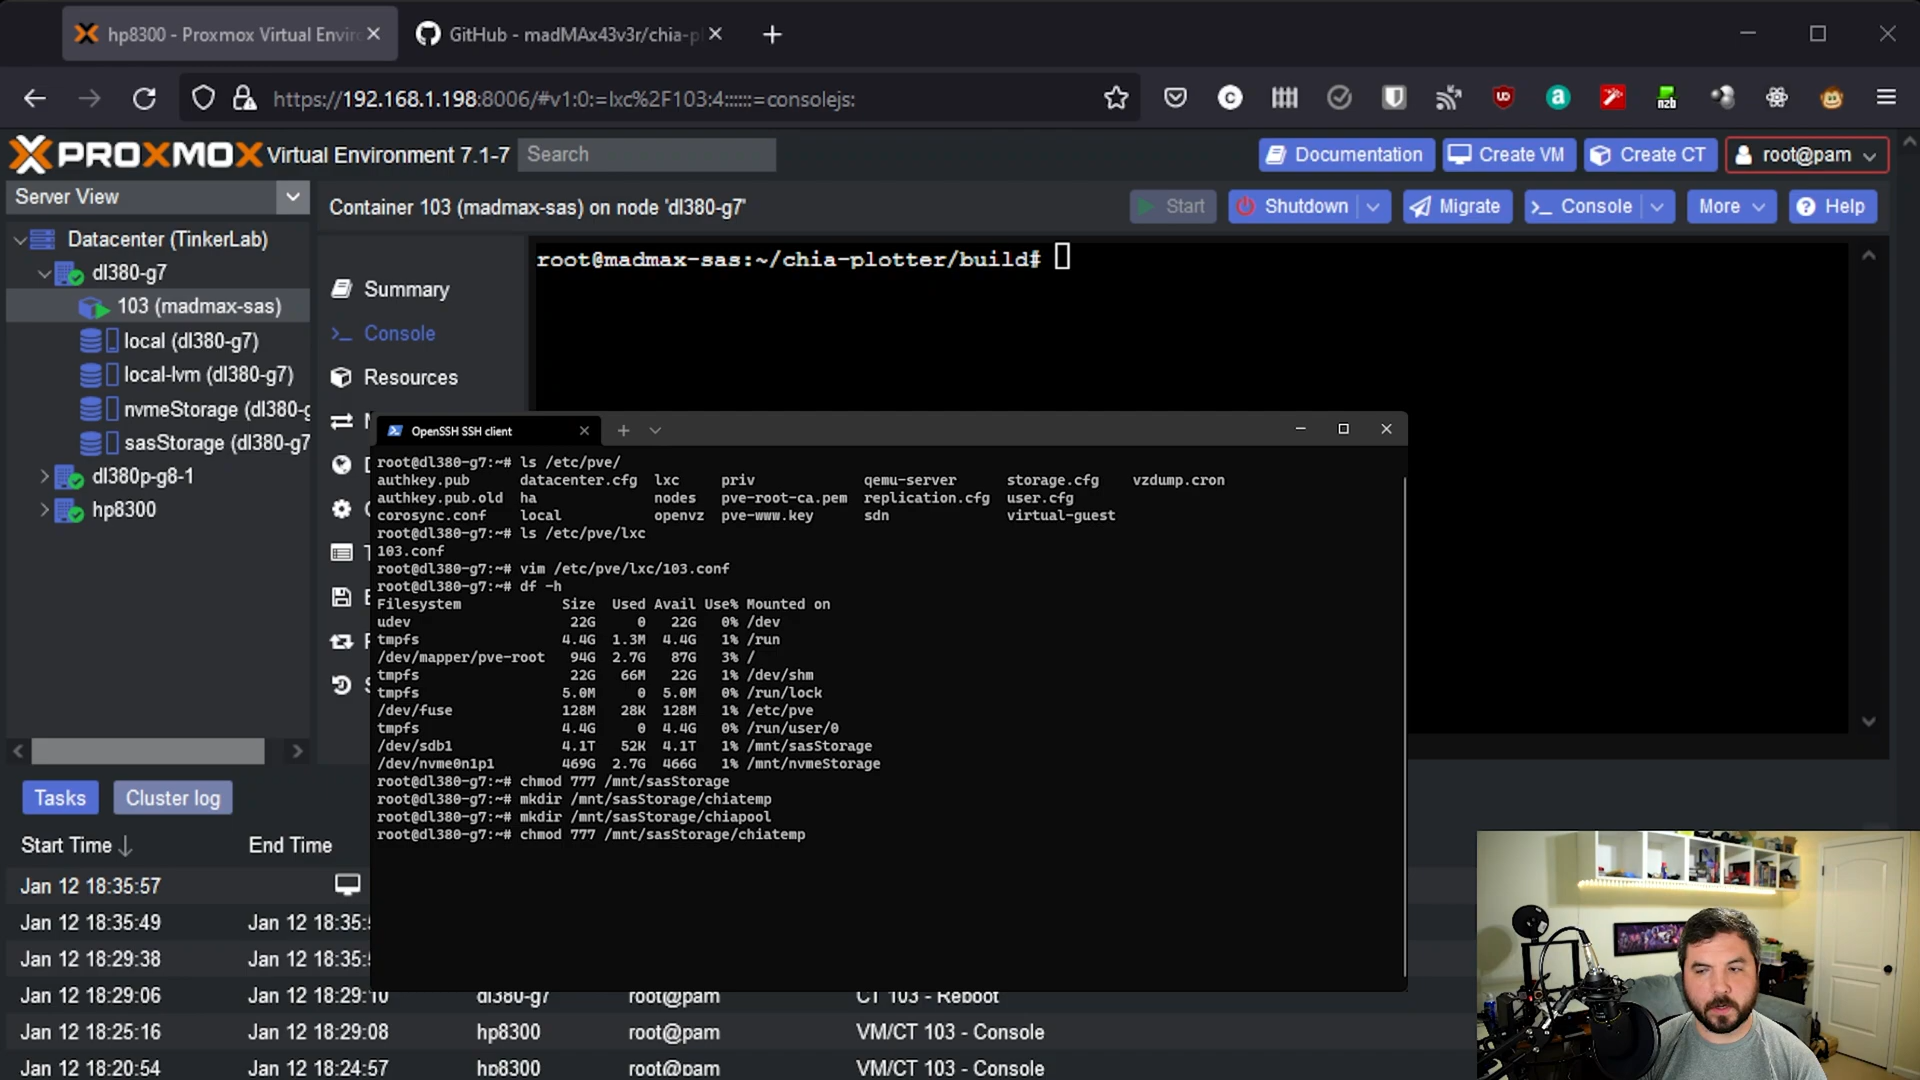 hp8300 - Proxmox Virtual Envir
GitHub - madMAx43v3r/chia-p
https://192.168.1.198:8006/#v1:0:=lxc%2F103:4::::::=consolejs:
PROXMOX Virtual Environment 7.1-7
Search
Documentation
Create VM
Create CT
root@pam
Server View
Container 103 (madmax-sas) on node 'dl380-g7'
Start
Shutdown
Migrate
Console
More
Help
Datacenter (TinkerLab)
dl380-g7
103 (madmax-sas)
local (dl380-g7)
local-lvm (dl380-g7)
nvmeStorage (dl380-g
sasStorage (dl380-g7
dl380p-g8-1
hp8300
Summary
Console
Resources
root@madmax-sas:~/chia-plotter/build#
OpenSSH SSH client
root@dl380-g7:~# ls /etc/pve/
authkey.pub datacenter.cfg lxc priv qemu-server storage.cfg vzdump.cron
authkey.pub.old ha nodes pve-root-ca.pem replication.cfg user.cfg
corosync.conf local openvz pve-www.key sdn virtual-guest
root@dl380-g7:~# ls /etc/pve/lxc
103.conf
root@dl380-g7:~# vim /etc/pve/lxc/103.conf
root@dl380-g7:~# df -h
Filesystem Size Used Avail Use% Mounted on
udev 22G 0 22G 0% /dev
tmpfs 4.4G 1.3M 4.4G 1% /run
/dev/mapper/pve-root 94G 2.7G 87G 3% /
tmpfs 22G 66M 22G 1% /dev/shm
tmpfs 5.0M 0 5.0M 0% /run/lock
/dev/fuse 128M 28K 128M 1% /etc/pve
tmpfs 4.4G 0 4.4G 0% /run/user/0
/dev/sdb1 4.1T 52K 4.1T 1% /mnt/sasStorage
/dev/nvme0n1p1 469G 2.7G 466G 1% /mnt/nvmeStorage
root@dl380-g7:~# chmod 777 /mnt/sasStorage
root@dl380-g7:~# mkdir /mnt/sasStorage/chiatemp
root@dl380-g7:~# mkdir /mnt/sasStorage/chiapool
root@dl380-g7:~# chmod 777 /mnt/sasStorage/chiatemp
Tasks
Cluster log
Start Time End Time
Jan 12 18:35:57
Jan 12 18:35:49 Jan 12 18:35:
Jan 12 18:29:38 Jan 12 18:35:
Jan 12 18:29:06 Jan 12 18:29:10 dl380-g7 root@pam CT 103 - Reboot
Jan 12 18:25:16 Jan 12 18:29:08 hp8300 root@pam VM/CT 103 - Console
Jan 12 18:20:54 Jan 12 18:24:57 hp8300 root@pam VM/CT 103 - Console